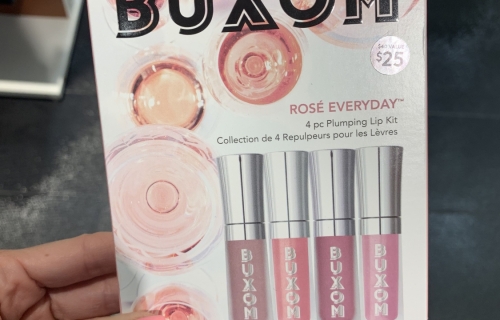 BUXOM
$25
ROSÉ EVERYDAY™
4 pc Plumping Lip Kit
Collection de 4 Repulpeurs pour les Lèvres
BUXOM
BUXOM
BUXOM
BUXOM